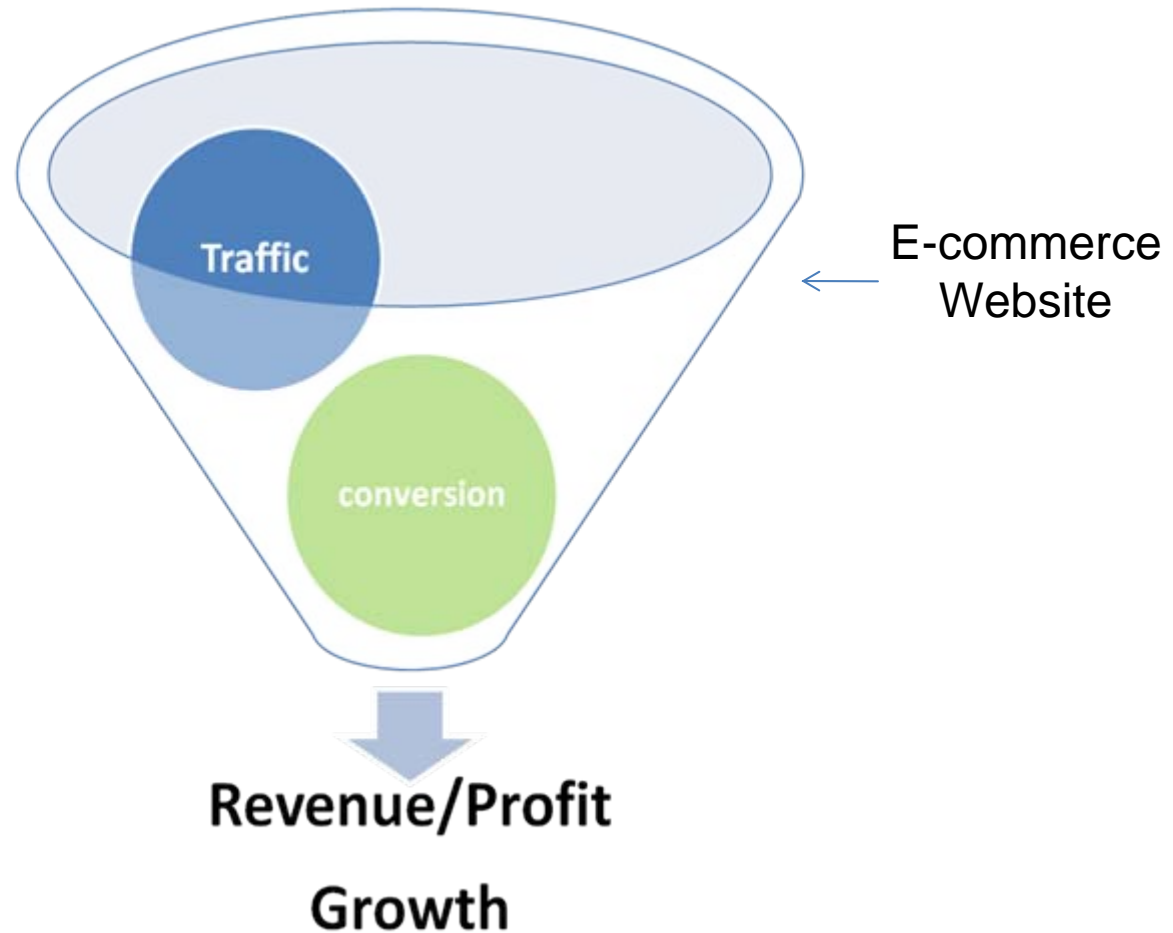 Traffic
E-commerce
Website
conversion
Revenue/Profit
Growth